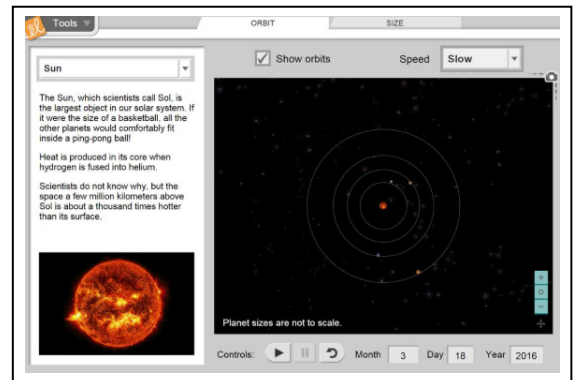 Tools
ORBIT
SIZE
Show orbits
Speed
Slow
Sun
The Sun, which scientists call Sol, is
the largest object in our solar system. If
it were the size of a basketball, all the
other planets would comfortably fit
inside a ping-pong ball!
Heat is produced in its core when
hydrogen is fused into helium.
Scientists do not know why, but the
space a few million kilometers above
Sol is about a thousand times hotter
than its surface.
Planet sizes are not to scale.
Controls:
Month 3 Day 18 Year 2016